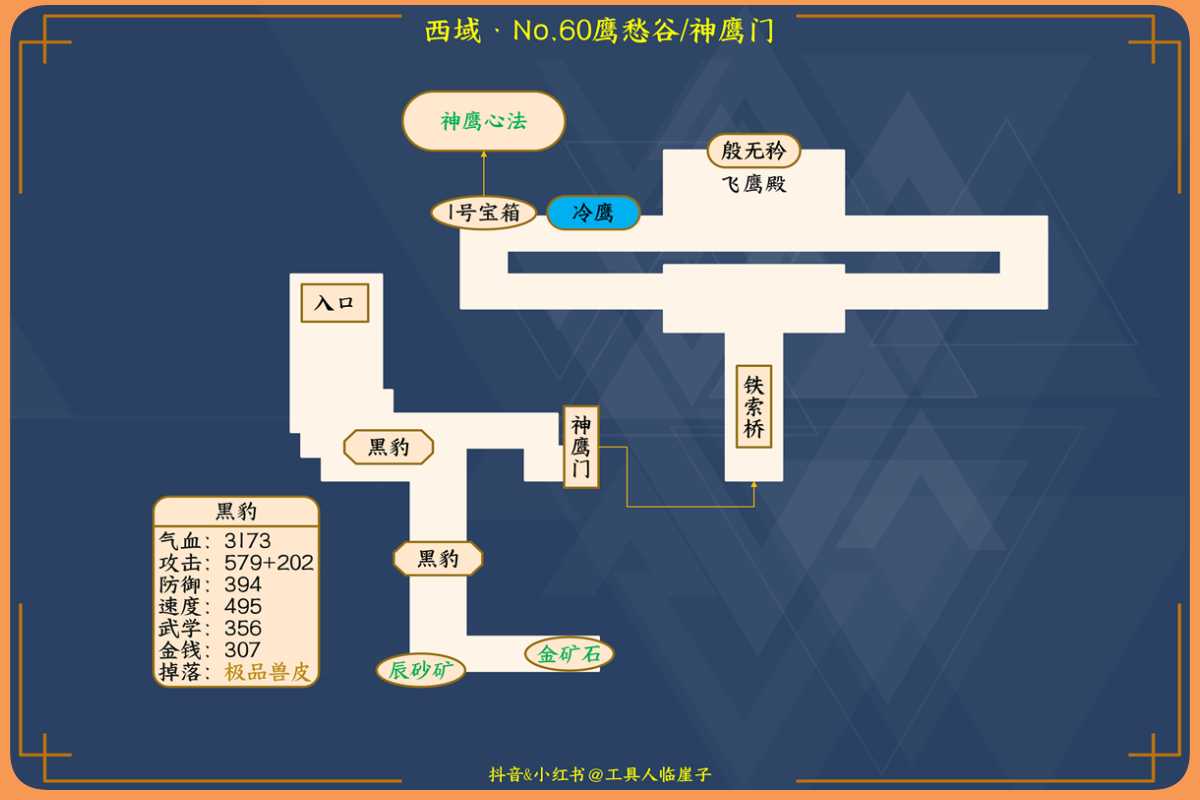 西域·No.60鹰愁谷/神鹰门
神鹰心法
殷无矜
飞鹰殿
1号宝箱
冷鹰
入口
铁索桥
神鹰门
黑豹
黑豹
气血：3173
攻击：579+202
防御：394
速度：495
武学：356
金钱：307
掉落：极品兽皮
黑豹
金矿石
辰砂矿
抖音&小红书@工具人临崖子